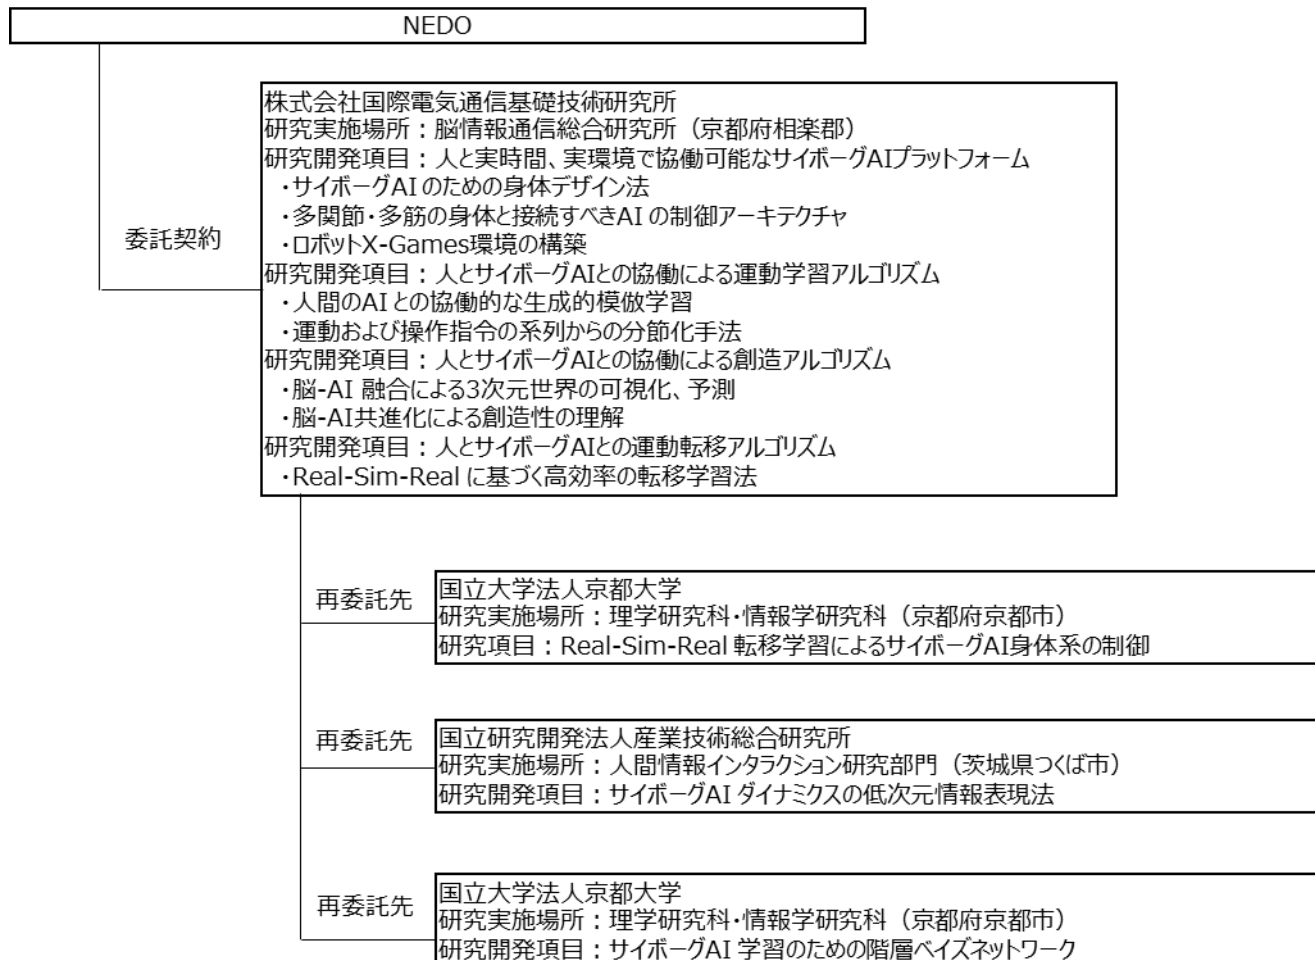 NEDO
株式会社国際電気通信基礎技術研究所
研究実施場所：脳情報通信総合研究所（京都府相楽郡）
研究開発項目：人と実時間、実環境で協働可能なサイボーグAIプラットフォーム
・サイボーグAIのための身体デザイン法
・多関節・多筋の身体と接続すべきAI の制御アーキテクチャ
・ロボットX-Games環境の構築
研究開発項目：人とサイボーグAIとの協働による運動学習アルゴリズム
・人間のAI との協働的な生成的模倣学習
・運動および操作指令の系列からの分節化手法
研究開発項目：人とサイボーグAIとの協働による創造アルゴリズム
・脳-AI 融合による3次元世界の可視化、予測
・脳-AI共進化による創造性の理解
研究開発項目：人とサイボーグAIとの運動転移アルゴリズム
・Real-Sim-Real に基づく高効率の転移学習法
委託契約
再委託先
国立大学法人京都大学
研究実施場所：理学研究科・情報学研究科（京都府京都市）
研究項目：Real-Sim-Real 転移学習によるサイボーグAI身体系の制御
再委託先
国立研究開発法人産業技術総合研究所
研究実施場所：人間情報インタラクション研究部門（茨城県つくば市）
研究開発項目：サイボーグAI ダイナミクスの低次元情報表現法
再委託先
国立大学法人京都大学
研究実施場所：理学研究科・情報学研究科（京都府京都市）
研究開発項目：サイボーグAI 学習のための階層ベイズネットワーク